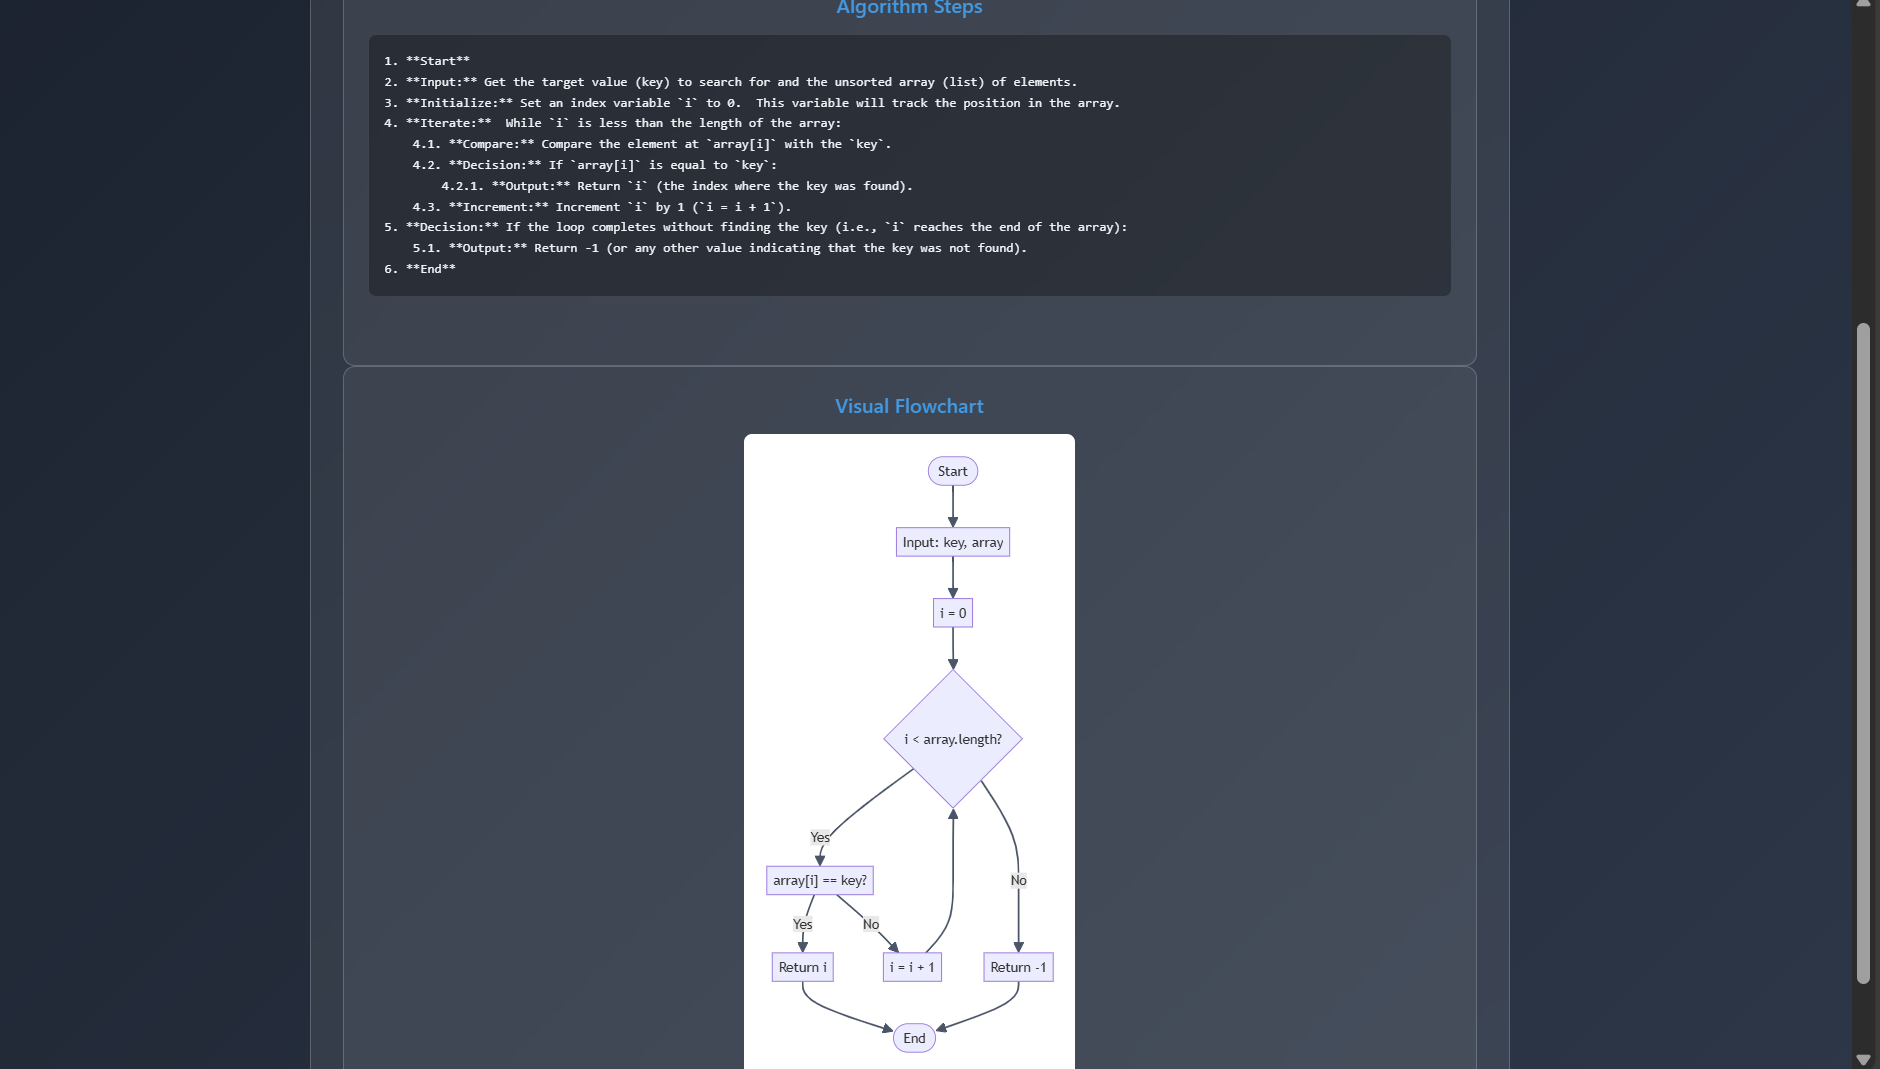 Algorithm Steps
1. **Start**
2. **Input:** Get the target value (key) to search for and the unsorted array (list) of elements.
3. **Initialize:** Set an index variable `i` to 0.  This variable will track the position in the array.
4. **Iterate:**  While `i` is less than the length of the array:
    4.1. **Compare:** Compare the element at `array[i]` with the `key`.
    4.2. **Decision:** If `array[i]` is equal to `key`:
        4.2.1. **Output:** Return `i` (the index where the key was found).
    4.3. **Increment:** Increment `i` by 1 (`i = i + 1`).
5. **Decision:** If the loop completes without finding the key (i.e., `i` reaches the end of the array):
    5.1. **Output:** Return -1 (or any other value indicating that the key was not found).
6. **End**
Visual Flowchart
Start
Input: key, array
i = 0
i < array.length?
Yes
array[i] == key?
No
Yes
No
Return i
i = i + 1
Return -1
End